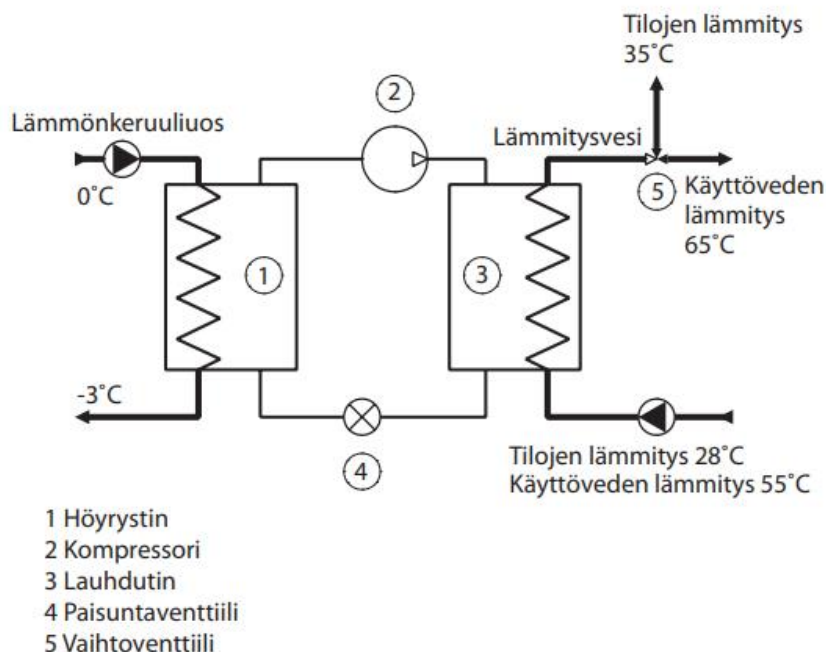 Tilojen lämmitys
35˚C
2
Lämmönkeruuliuos
Lämmitysvesi
0˚C
5
Käyttöveden
lämmitys
65˚C
1
3
-3˚C
4
Tilojen lämmitys 28˚C
Käyttöveden lämmitys 55˚C
1 Höyrystin
2 Kompressori
3 Lauhdutin
4 Paisuntaventtiili
5 Vaihtoventtiili